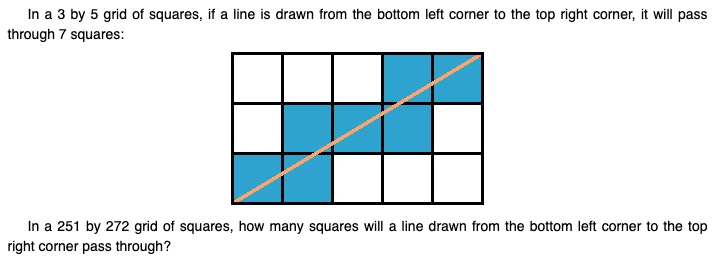 In a 3 by 5 grid of squares, if a line is drawn from the bottom left corner to the top right corner, it will pass
through 7 squares:
In a 251 by 272 grid of squares, how many squares will a line drawn from the bottom left corner to the top
right corner pass through?